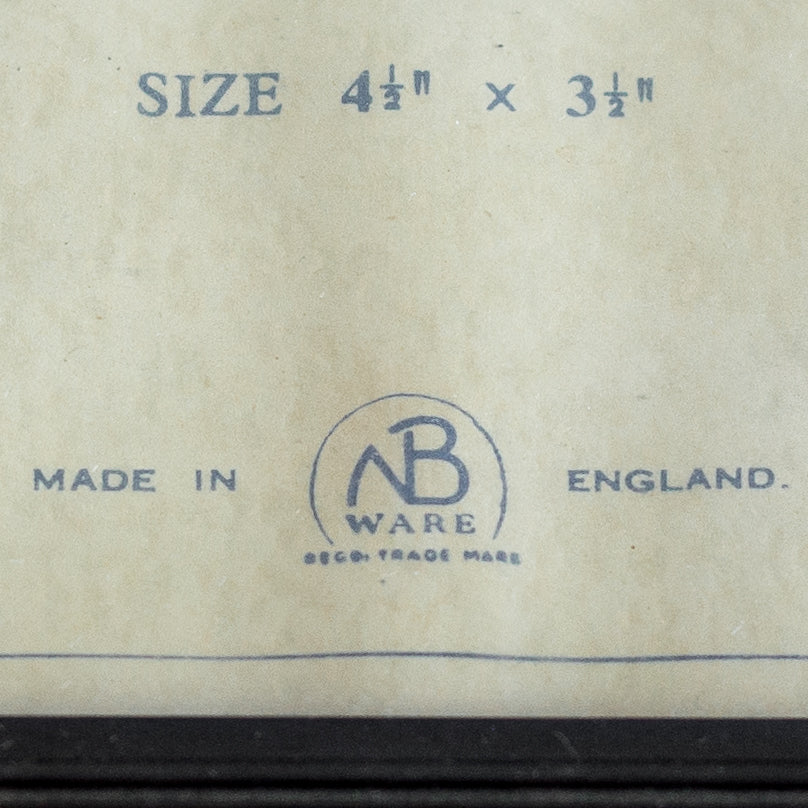 SIZE 4½" x 3½"
MADE IN NB WARE ENGLAND.
REGD. TRADE MARK